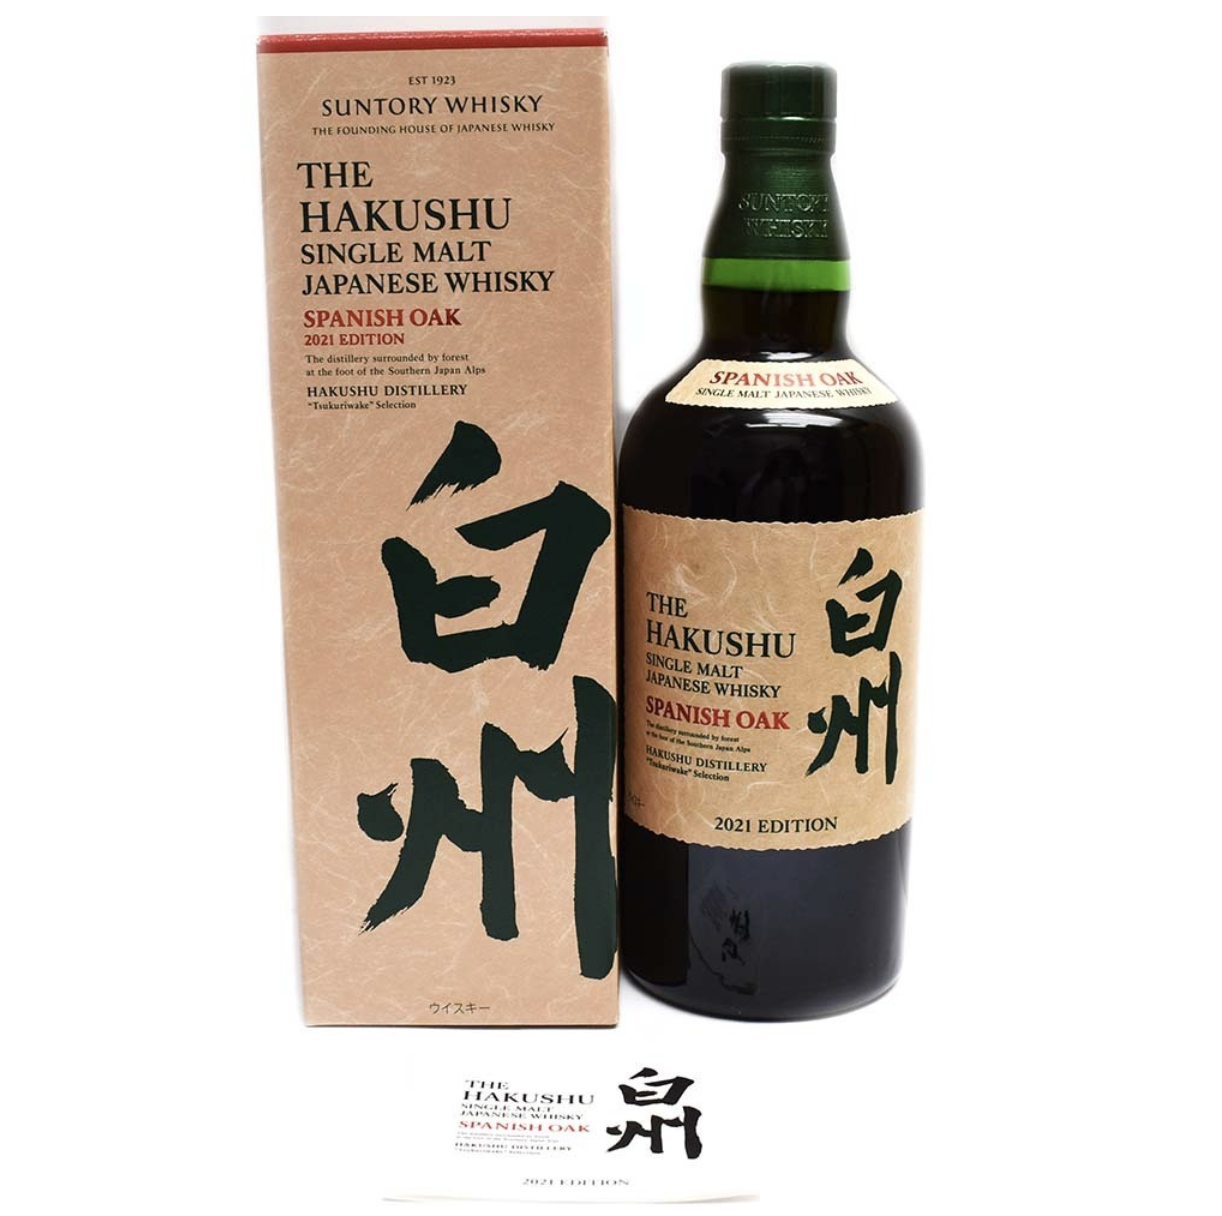 EST 1923
SUNTORY WHISKY
THE FOUNDING HOUSE OF JAPANESE WHISKY
THE
HAKUSHU
SINGLE MALT
JAPANESE WHISKY
SPANISH OAK
2021 EDITION
The distillery surrounded by forest
at the foot of the Southern Japan Alps
HAKUSHU DISTILLERY
"Tsukuriwake" Selection
白州
ウイスキー
SUNTORY
WHISKY
SPANISH OAK
SINGLE MALT JAPANESE WHISKY
THE
HAKUSHU
SINGLE MALT
JAPANESE WHISKY
SPANISH OAK
The distillery surrounded by forest
at the foot of the Southern Japan Alps
HAKUSHU DISTILLERY
"Tsukuriwake" Selection
白州
2021 EDITION
THE
HAKUSHU
SINGLE MALT
JAPANESE WHISKY
SPANISH OAK
HAKUSHU DISTILLERY
"Tsukuriwake" Selection
白州
2021 EDITION